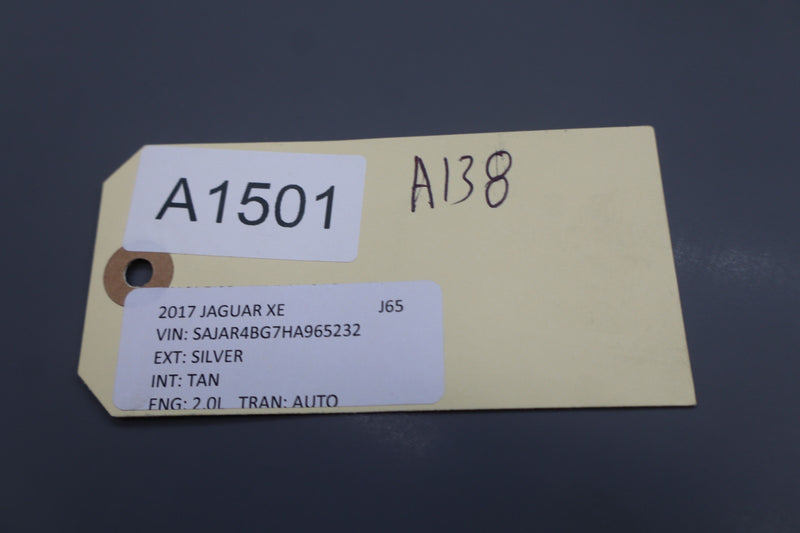 A1501
A138
2017 JAGUAR XE J65
VIN: SAJAR4BG7HA965232
EXT: SILVER
INT: TAN
ENG: 2.0L TRAN: AUTO